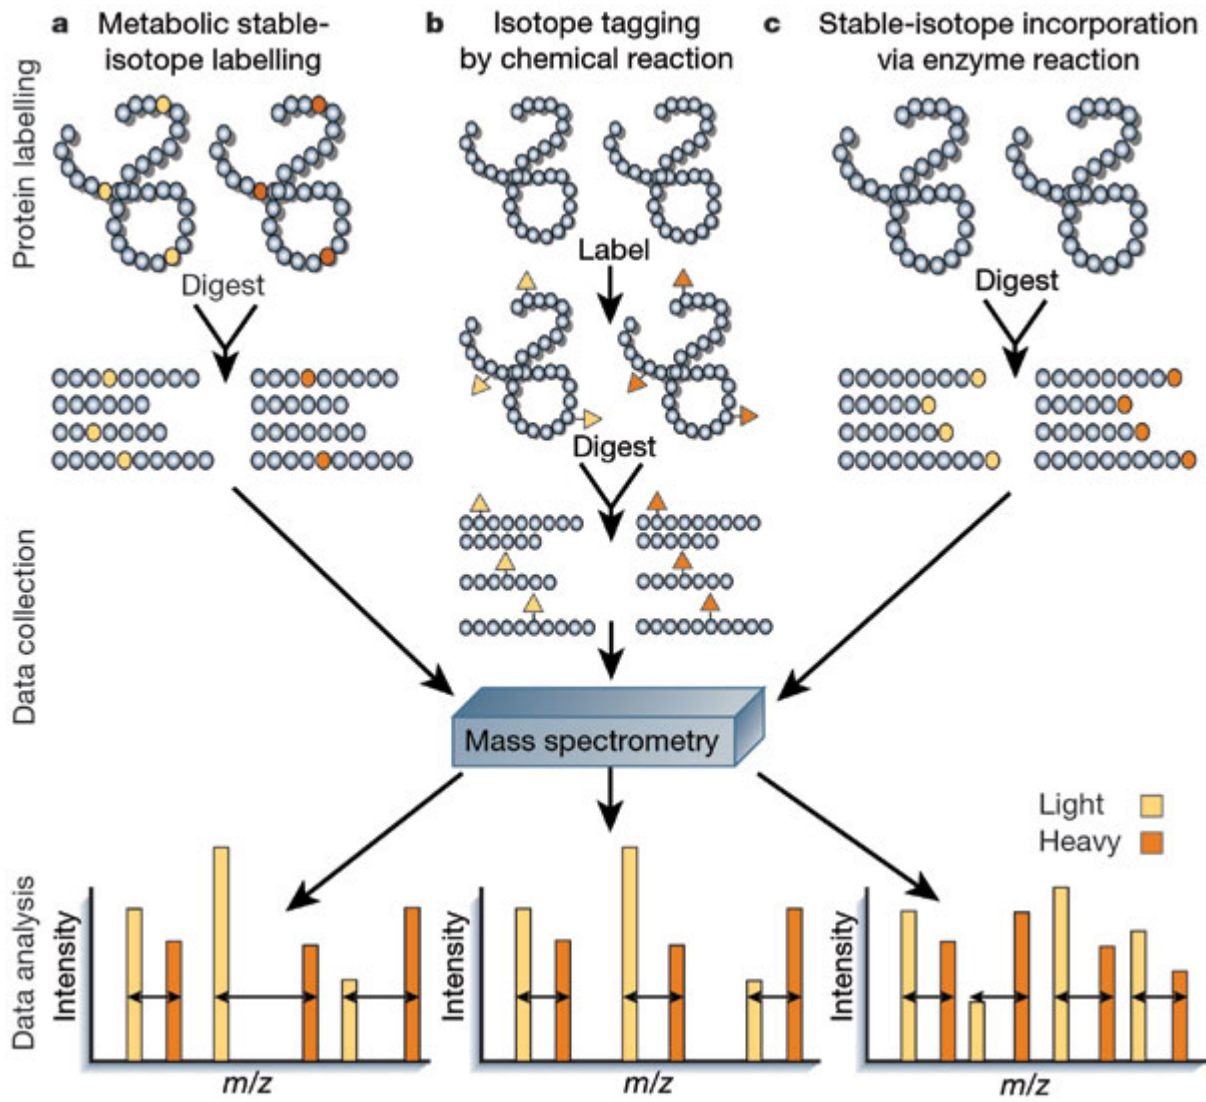 a Metabolic stable-
isotope labelling
b Isotope tagging
by chemical reaction
c Stable-isotope incorporation
via enzyme reaction
Protein labelling
Digest
Label
Digest
Digest
Data collection
Mass spectrometry
Light
Heavy
Data analysis
Intensity
m/z
Intensity
m/z
Intensity
m/z